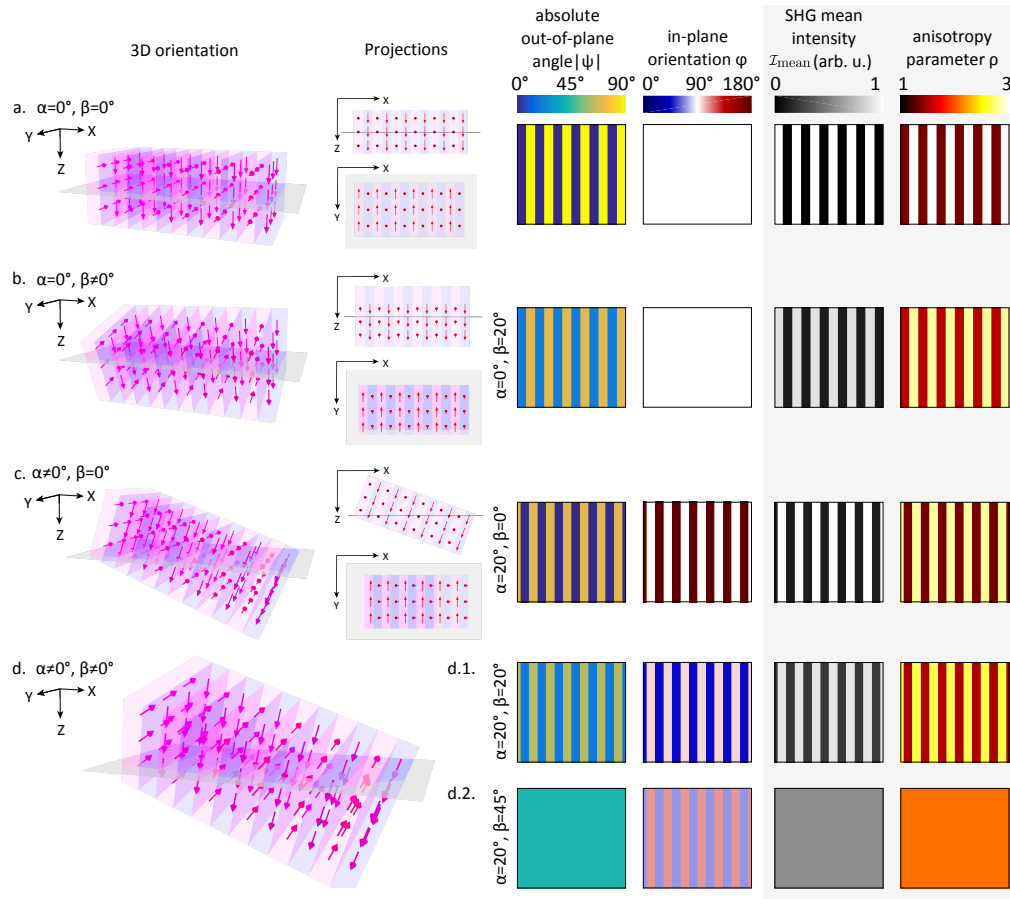 3D orientation
Projections
absolute
out-of-plane
angle|ψ|
0° 45° 90°
in-plane
orientation φ
0° 90° 180°
SHG mean
intensity
ℐmean (arb. u.)
0 1
anisotropy
parameter ρ
1 3
a. α=0°, β=0°
Y X
Z
X
Z
X
Y
b. α=0°, β≠0°
Y X
Z
X
Z
X
Y
α=0°, β=20°
c. α≠0°, β=0°
Y X
Z
X
Z
X
Y
α=20°, β=0°
d. α≠0°, β≠0°
Y X
Z
d.1.
α=20°, β=20°
d.2.
α=20°, β=45°